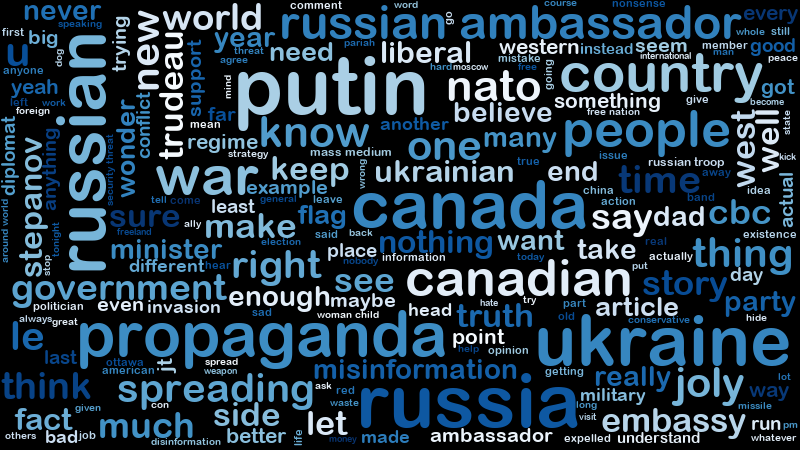 never
speaking
first
u
big
dog
anyone
yeah
left work
foreign
trying
new
world
trudeau
year
threat
agree
support
comment
pariah
need
russian ambassador
word
go
liberal
hard moscow
western
mistake
free
instead
course
nonsense
seem
international
member
man
every
whole still
good
peace
putin
nato
going
country
got
give
become
russian
mind
far
mean
regime
strategy
know
another
mass medium
wrong
believe
something
free nation
one
many
true
people
issue
west
well
state
kick
russian troop
away
idea
diplomat
stepanov
anything
security threat
wonder
conflict
war
example
keep
ukrainian
end
china
action
time
band
actual
existence
around world
tonight
stop
sure
freeland
tell come
ally
least
general
make
election
flag
leave
said
back
nobody
canada
say
dad
cbc
real
actually
thing
minister
different
hear
right
place
information
nothing
today
want
take
put
government
politician
always great
even
invasion
sad
enough
woman child
see
maybe
head
hate
try
canadian
part
old
article
conservative
story
day
party
hide
le
last
ottawa
american
propaganda
jt
spread
weapon
truth
help
point
opinion
ukraine
getting
think
given
con
spreading
misinformation
ask
red
waste
russia
really
military
long
visit
joly
lot
way
missile
fact
others
bad
job
much
disinformation
side
better
life
money
let
made
ambassador
expelled
embassy
understand
run
pm
whatever